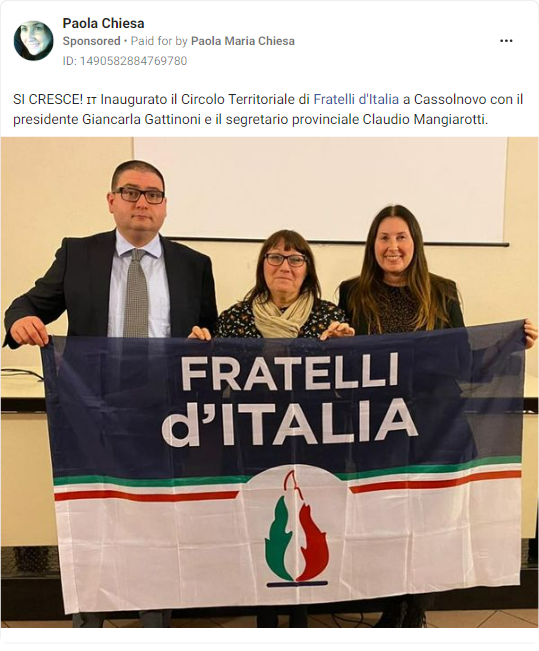 Paola Chiesa
Sponsored • Paid for by Paola Maria Chiesa
ID: 1490582884769780
SI CRESCE! ɪᴛ Inaugurato il Circolo Territoriale di Fratelli d'Italia a Cassolnovo con il
presidente Giancarla Gattinoni e il segretario provinciale Claudio Mangiarotti.
FRATELLI
d'ITALIA